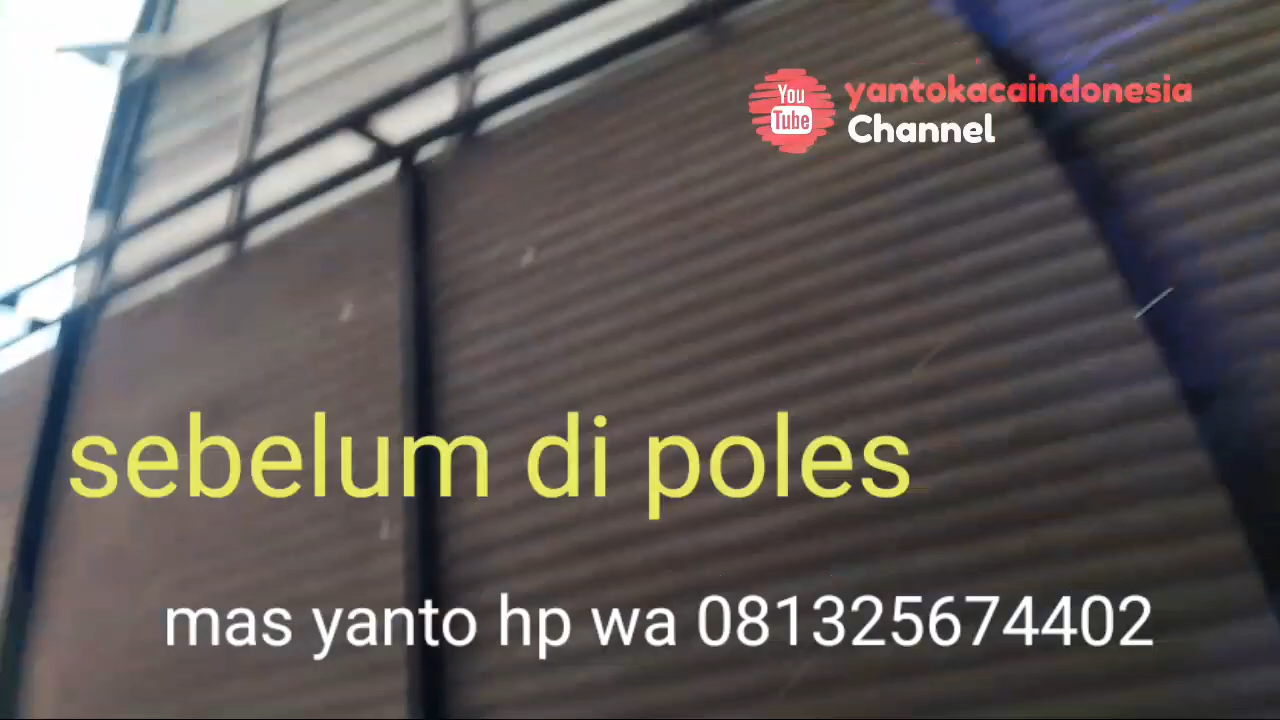 You
Tube
yantokacaindonesia
Channel
sebelum di poles
mas yanto hp wa 081325674402